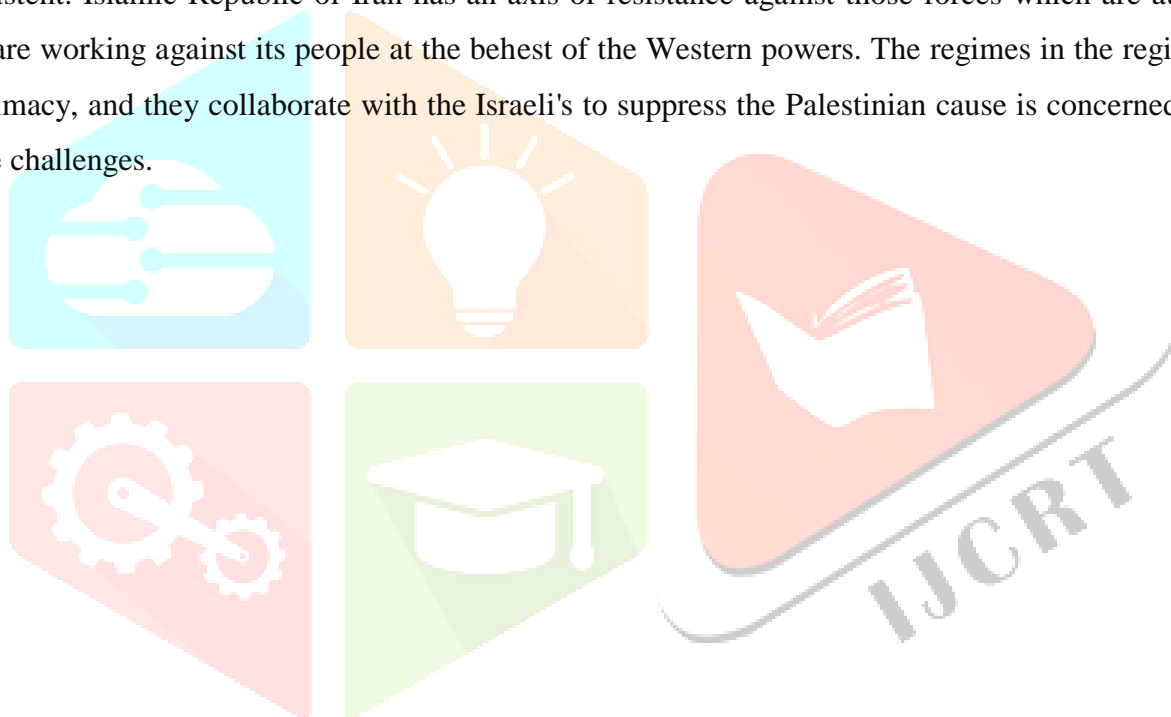 Islamic Republic of Iran has an axis of resistance against those forces which are
are working against its people at the behest of the Western powers. The regimes in the
and they collaborate with the Israeli's to suppress the Palestinian cause is concerned
challenges.
IJCRT